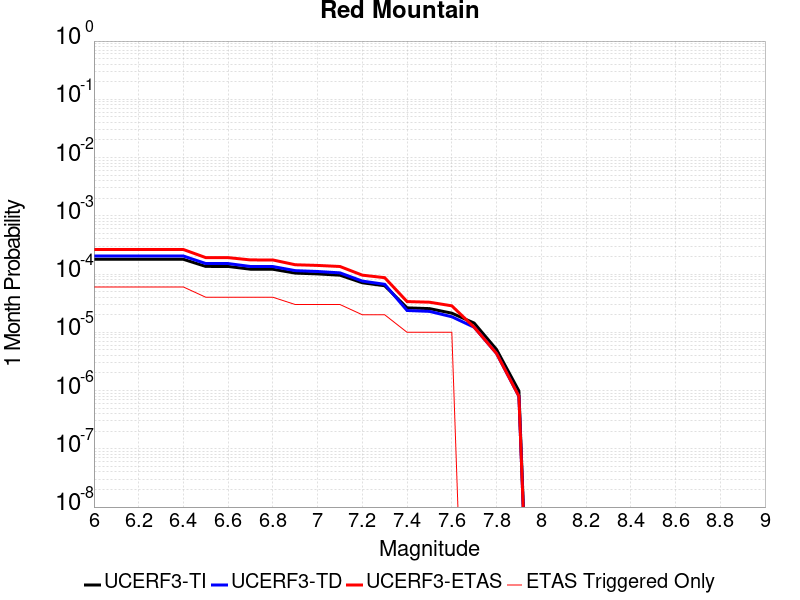 Red Mountain
10^0
10^-1
10^-2
10^-3
10^-4
10^-5
10^-6
10^-7
10^-8
1 Month Probability
6 6.2 6.4 6.6 6.8 7 7.2 7.4 7.6 7.8 8 8.2 8.4 8.6 8.8 9
Magnitude
UCERF3-TI UCERF3-TD UCERF3-ETAS ETAS Triggered Only